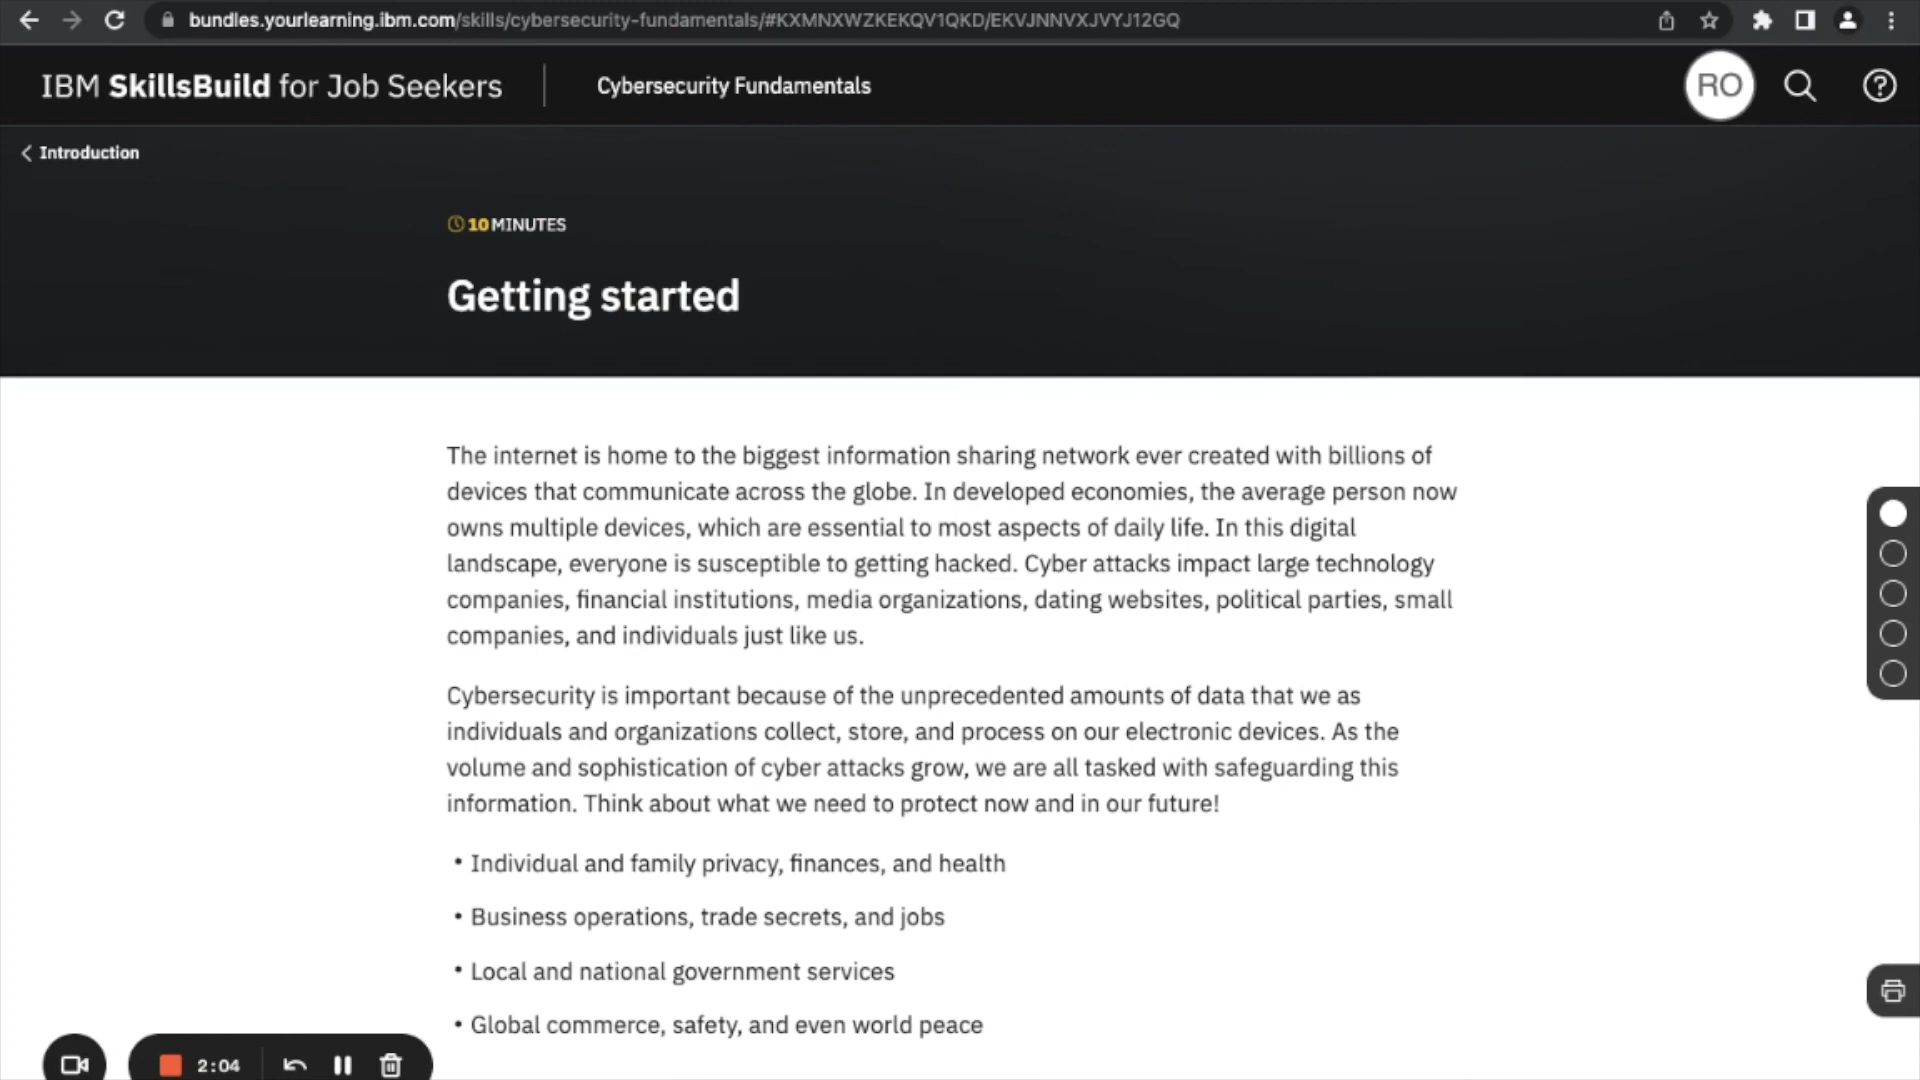 bundles.yourlearning.ibm.com/skills/cybersecurity-fundamentals/#KXMNXWZKEKQV1QKD/EKVJNNVXJVYJ12GQ
IBM SkillsBuild for Job Seekers
Cybersecurity Fundamentals
RO
Introduction
10 MINUTES
Getting started
The internet is home to the biggest information sharing network ever created with billions of
devices that communicate across the globe. In developed economies, the average person now
owns multiple devices, which are essential to most aspects of daily life. In this digital
landscape, everyone is susceptible to getting hacked. Cyber attacks impact large technology
companies, financial institutions, media organizations, dating websites, political parties, small
companies, and individuals just like us.
Cybersecurity is important because of the unprecedented amounts of data that we as
individuals and organizations collect, store, and process on our electronic devices. As the
volume and sophistication of cyber attacks grow, we are all tasked with safeguarding this
information. Think about what we need to protect now and in our future!
• Individual and family privacy, finances, and health
• Business operations, trade secrets, and jobs
• Local and national government services
• Global commerce, safety, and even world peace
2:04